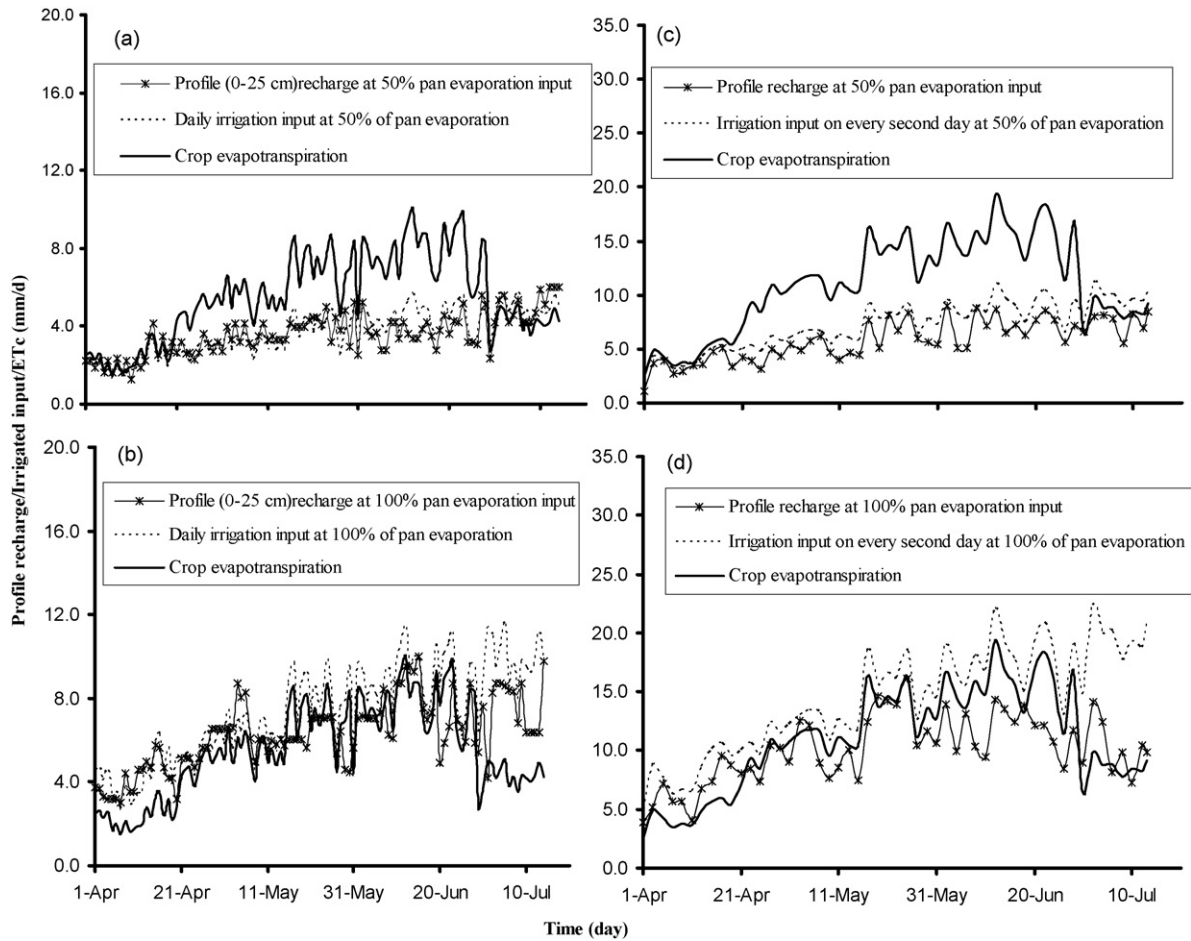 Profile recharge/Irrigated input/ETc (mm/d)
(a)
20.0
16.0
12.0
8.0
4.0
0.0
Profile (0-25 cm)recharge at 50% pan evaporation input
Daily irrigation input at 50% of pan evaporation
Crop evapotranspiration
(c)
35.0
30.0
25.0
20.0
15.0
10.0
5.0
0.0
Profile recharge at 50% pan evaporation input
Irrigation input on every second day at 50% of pan evaporation
Crop evapotranspiration
(b)
20.0
16.0
12.0
8.0
4.0
0.0
Profile (0-25 cm)recharge at 100% pan evaporation input
Daily irrigation input at 100% of pan evaporation
Crop evapotranspiration
1-Apr 21-Apr 11-May 31-May 20-Jun 10-Jul
(d)
35.0
30.0
25.0
20.0
15.0
10.0
5.0
0.0
Profile recharge at 100% pan evaporation input
Irrigation input on every second day at 100% of pan evaporation
Crop evapotranspiration
1-Apr 21-Apr 11-May 31-May 20-Jun 10-Jul
Time (day)